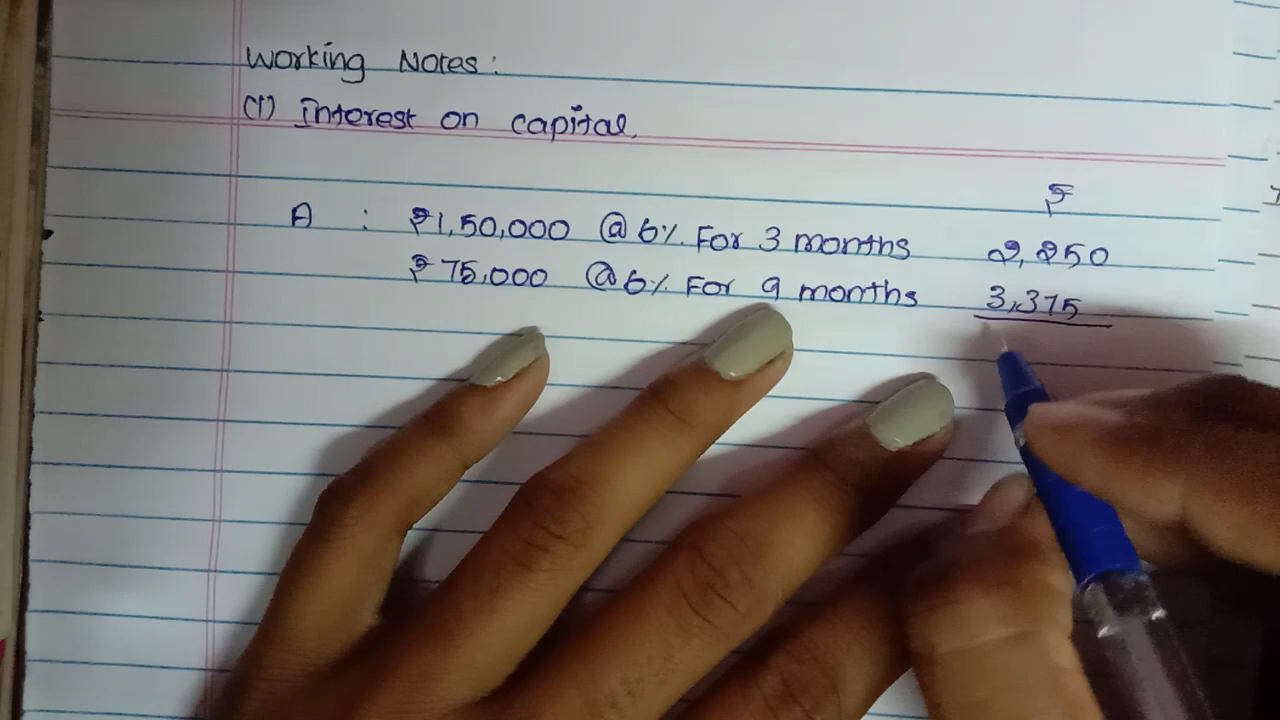 Working Notes:
(1) Interest on capital.
₹
A : ₹1,50,000 @ 6% For 3 months 2,250
₹75,000 @6% For 9 months 3,375